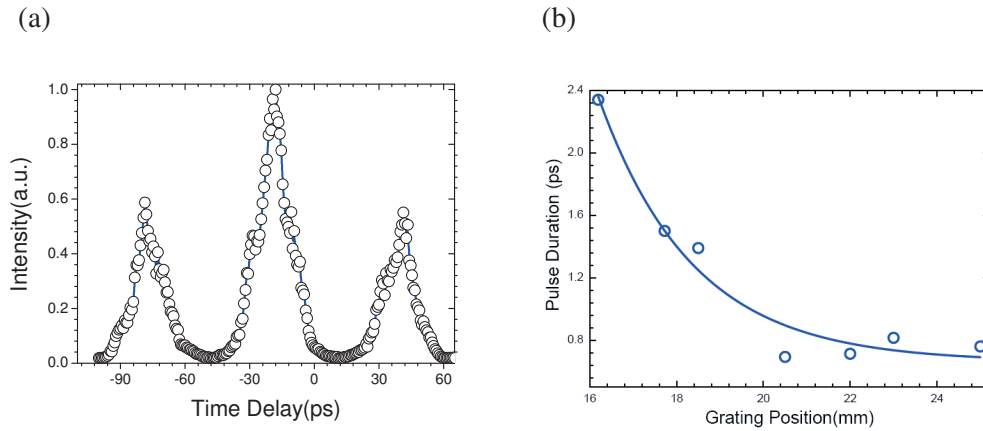 (a)
(b)
1.0
0.8
0.6
0.4
0.2
0.0
Intensity(a.u.)
-90 -60 -30 0 30 60
Time Delay(ps)
2.4
2.0
1.6
1.2
0.8
Pulse Duration (ps)
16 18 20 22 24
Grating Position(mm)